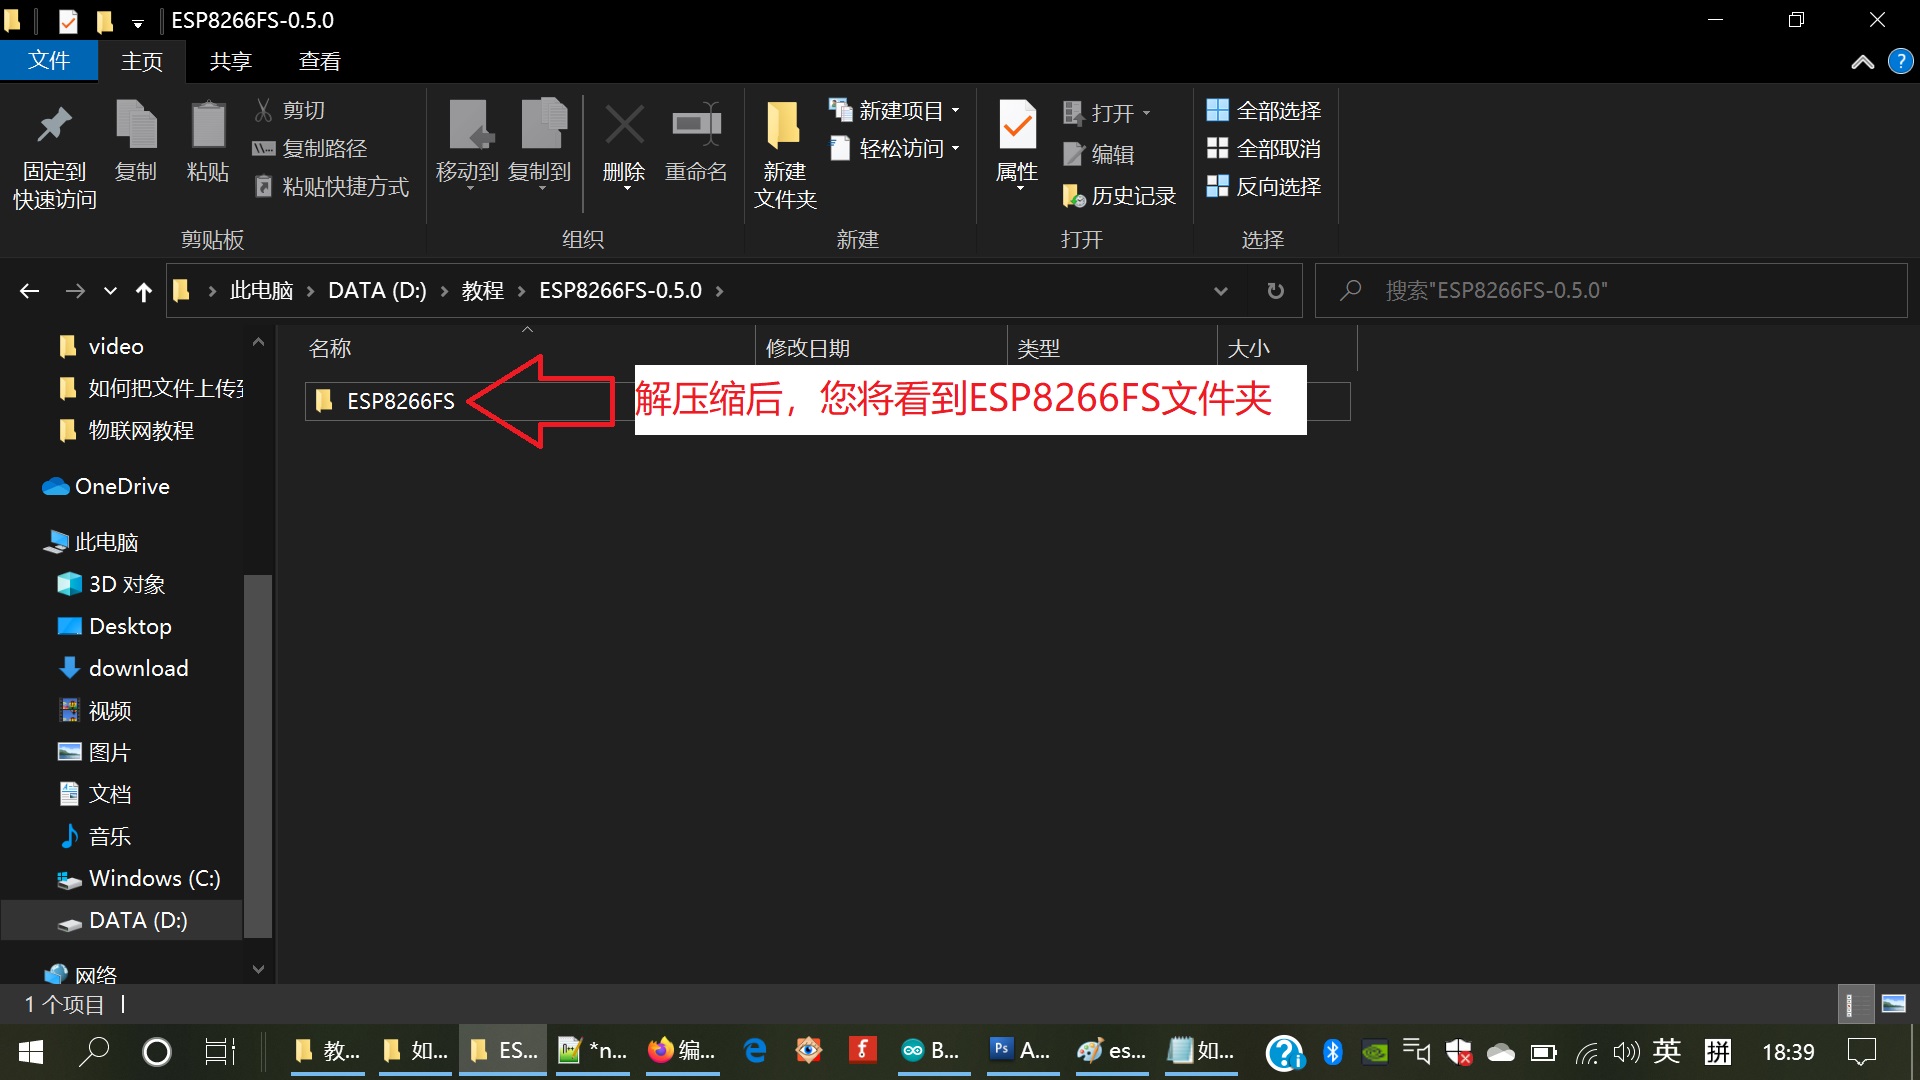 ESP8266FS-0.5.0
文件 主页 共享 查看
固定到
快速访问
复制
粘贴
剪切
复制路径
粘贴快捷方式
剪贴板
移动到 复制到
删除 重命名
组织
新建
文件夹
新建项目
轻松访问
新建
属性
打开
编辑
历史记录
打开
全部选择
全部取消
反向选择
选择
此电脑 DATA (D:) 教程 ESP8266FS-0.5.0
搜索"ESP8266FS-0.5.0"
video
如何把文件上传到
物联网教程
OneDrive
此电脑
3D 对象
Desktop
download
视频
图片
文档
音乐
Windows (C:)
DATA (D:)
网络
名称 修改日期 类型 大小
ESP8266FS
解压缩后，您将看到ESP8266FS文件夹
1 个项目
教... 如... ES... *n... 编... B... Ps A... es... 如... 英 拼 18:39